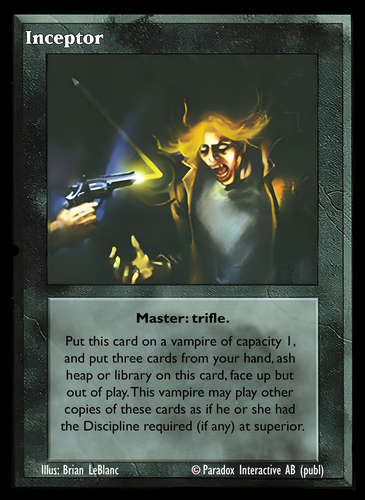 Inceptor
Master: trifle.
Put this card on a vampire of capacity 1,
and put three cards from your hand, ash
heap or library on this card, face up but
out of play. This vampire may play other
copies of these cards as if he or she had
the Discipline required (if any) at superior.
Illus: Brian LeBlanc © Paradox Interactive AB (publ)